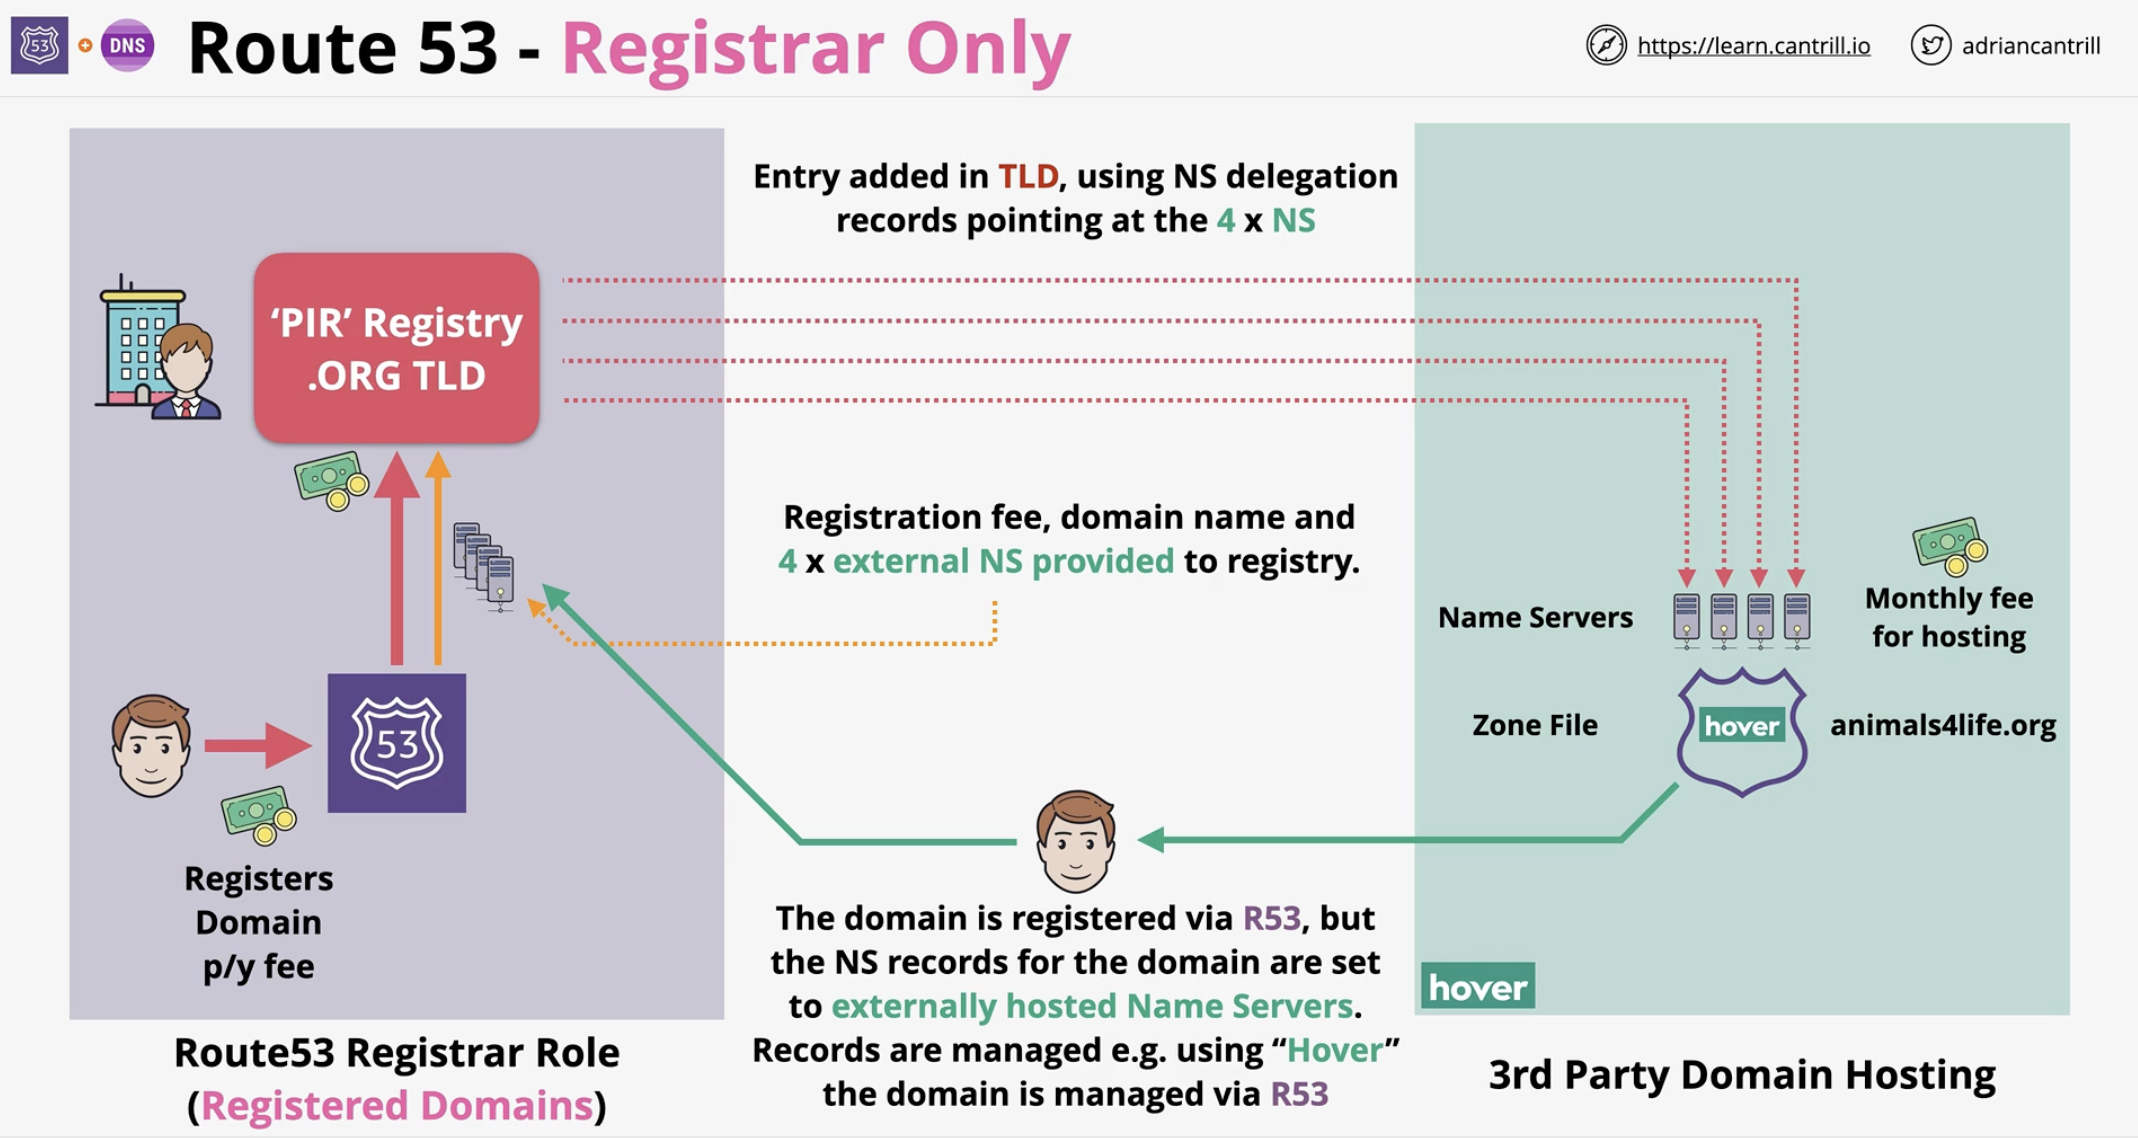 53
DNS
Route 53 - Registrar Only
https://learn.cantrill.io
adriancantrill
Entry added in TLD, using NS delegation
records pointing at the 4 x NS
‘PIR’ Registry
.ORG TLD
Registration fee, domain name and
4 x external NS provided to registry.
Name Servers
Monthly fee
for hosting
Zone File
hover
animals4life.org
53
Registers
Domain
p/y fee
The domain is registered via R53, but
the NS records for the domain are set
to externally hosted Name Servers.
Records are managed e.g. using “Hover”
the domain is managed via R53
hover
Route53 Registrar Role
(Registered Domains)
3rd Party Domain Hosting